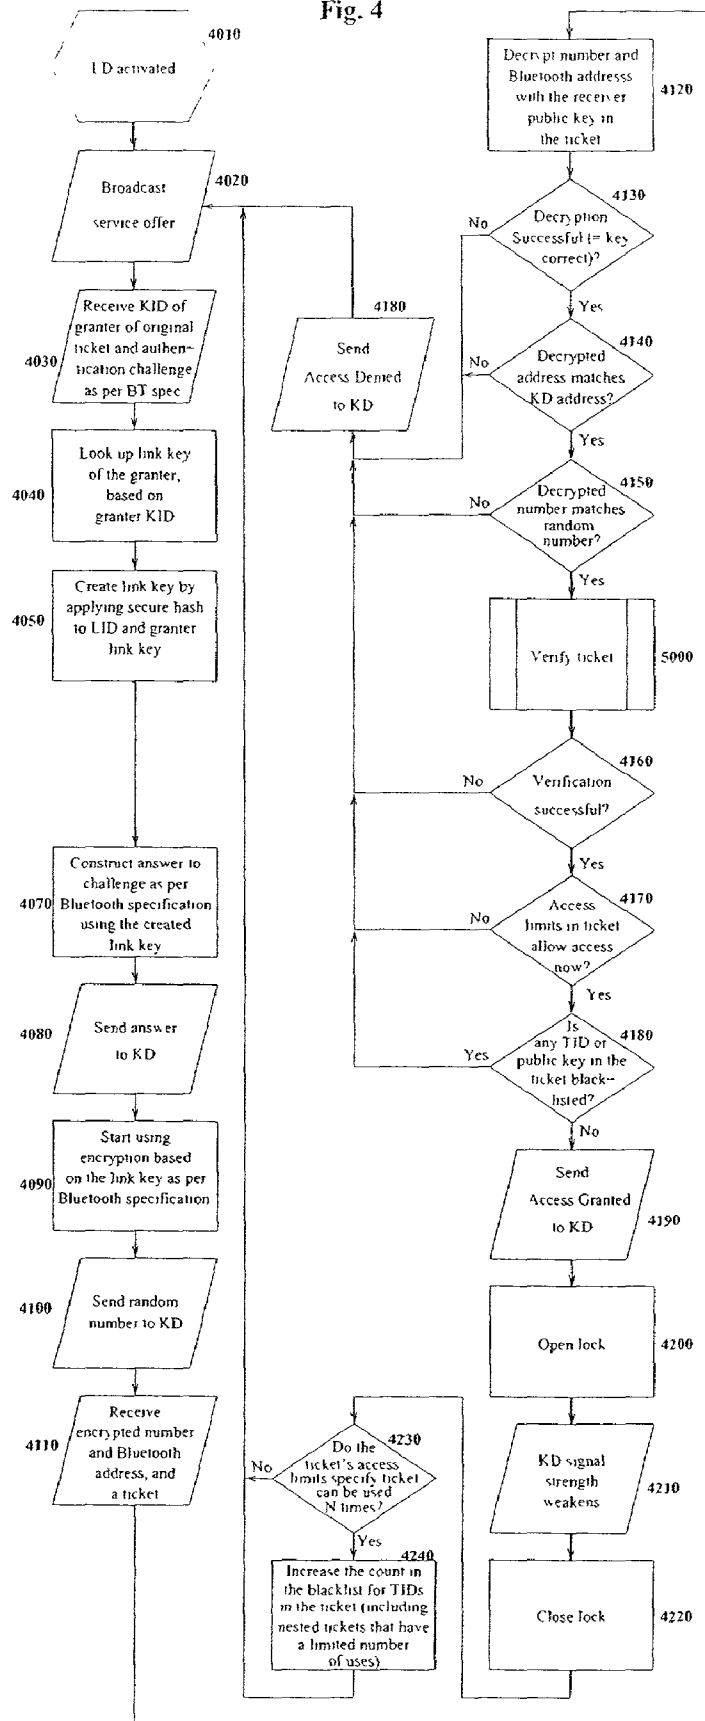 Fig. 4
4010
LD activated
4020
Broadcast
service offer
4030
Receive KID of
granter of original
ticket and authen-
tication challenge
as per BT spec
4040
Look up link key
of the granter,
based on
granter KID
4050
Create link key by
applying secure hash
to LID and granter
link key
4070
Construct answer to
challenge as per
Bluetooth specification
using the created
link key
4080
Send answer
to KD
4090
Start using
encryption based
on the link key as per
Bluetooth specification
4100
Send random
number to KD
4110
Receive
encrypted number
and Bluetooth
address, and
a ticket
4120
Decrypt number and
Bluetooth addresss
with the receiver
public key in
the ticket
4130
No
Decryption
Successful (= key
correct)?
Yes
4140
No
Decrypted
address matches
KD address?
Yes
4150
No
Decrypted
number matches
random
number?
Yes
4180
Send
Access Denied
to KD
Verify ticket
5000
4160
No
Verification
successful?
Yes
4170
No
Access
limits in ticket
allow access
now?
Yes
4180
Yes
Is
any TID or
public key in the
ticket black-
listed?
No
Send
Access Granted
to KD
4190
Open lock
4200
KD signal
strength
weakens
4210
Close lock
4220
4230
No
Do the
ticket's access
limits specify ticket
can be used
N times?
Yes
4240
Increase the count in
the blacklist for TIDs
in the ticket (including
nested tickets that have
a limited number
of uses)